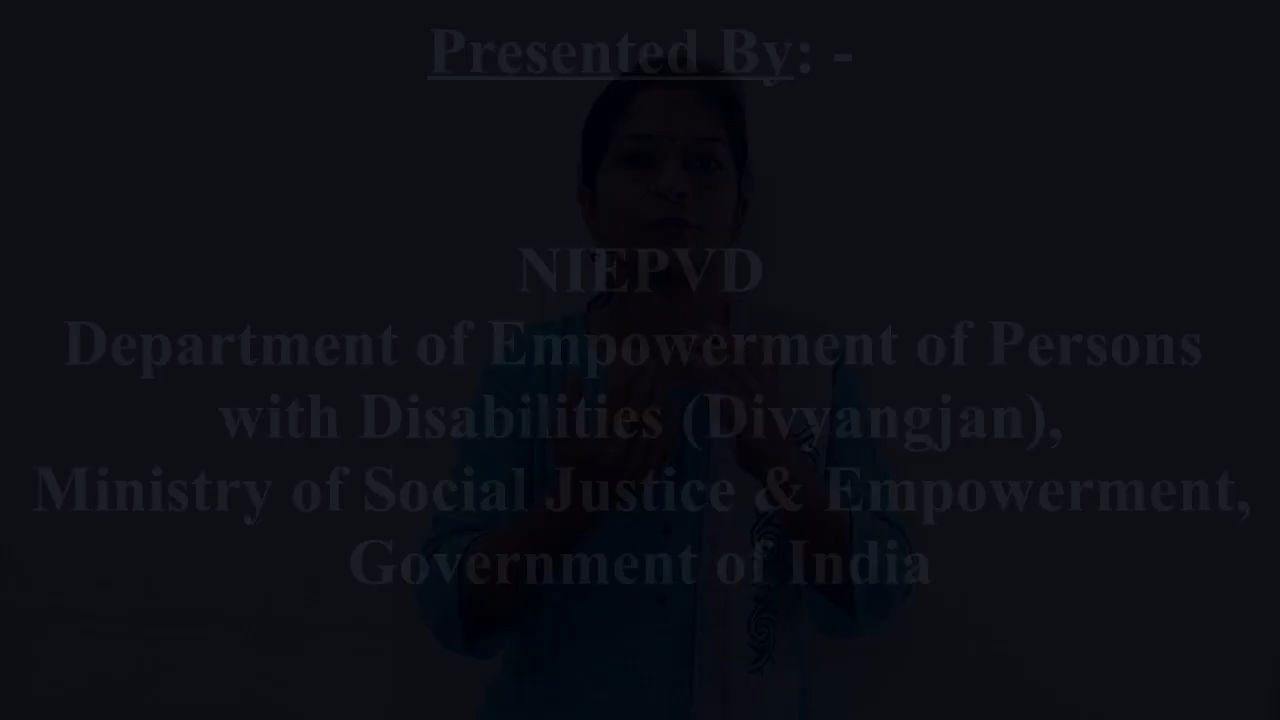 Presented By: -
NIEPVD
Department of Empowerment of Persons
with Disabilities (Divyangjan),
Ministry of Social Justice & Empowerment,
Government of India